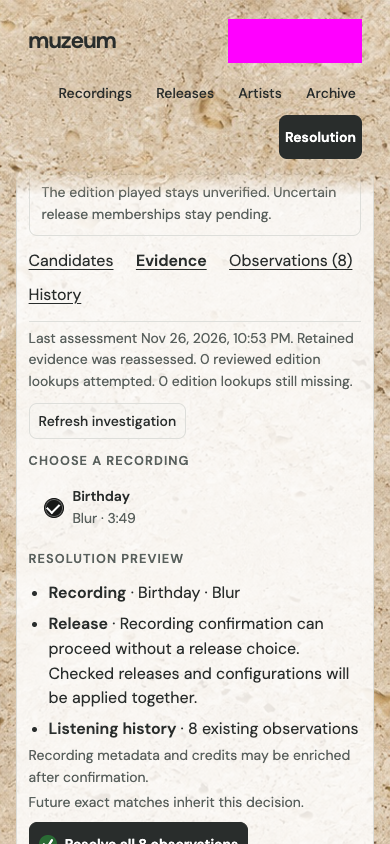 muzeum
Recordings Releases Artists Archive
Resolution
The edition played stays unverified. Uncertain
release memberships stay pending.
Candidates Evidence Observations (8)
History
Last assessment Nov 26, 2026, 10:53 PM. Retained
evidence was reassessed. 0 reviewed edition
lookups attempted. 0 edition lookups still missing.
Refresh investigation
CHOOSE A RECORDING
Birthday
Blur · 3:49
RESOLUTION PREVIEW
• Recording · Birthday · Blur
• Release · Recording confirmation can
proceed without a release choice.
Checked releases and configurations will
be applied together.
• Listening history · 8 existing observations
Recording metadata and credits may be enriched
after confirmation.
Future exact matches inherit this decision.
Resolve all 8 observations